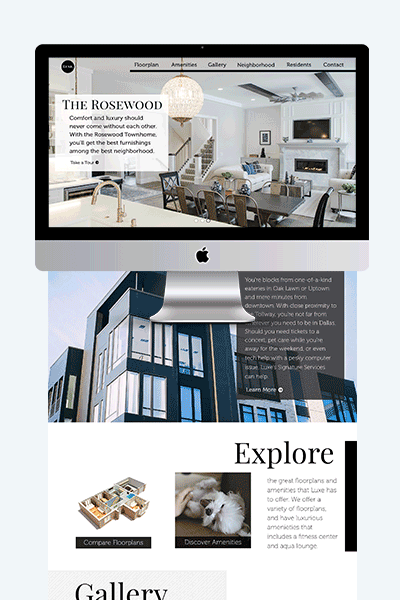 LUXE
Floorplan Amenities Gallery Neighborhood Residents Contact
THE ROSEWOOD
Comfort and luxury should
never come without each other.
With the Rosewood Townhome,
you'll get the best furnishings
among the best neighborhood.
Take a Tour
You're blocks from one-of-a-kind
eateries in Oak Lawn or Uptown
and mere minutes from
downtown. With close proximity to
Tollway, you're not far from
you need to be in Dallas.
Should you need tickets to a
concert, pet care while you're
away for the weekend, or even
tech help with a pesky computer
issue, Luxe's Signature Services
can help.
Learn More
Explore
the great floorplans and
amenities that Luxe has
to offer. We offer a
variety of floorplans,
and have luxurious
amenities that
includes a fitness center
and aqua lounge.
Compare Floorplans
Discover Amenities
Gallery